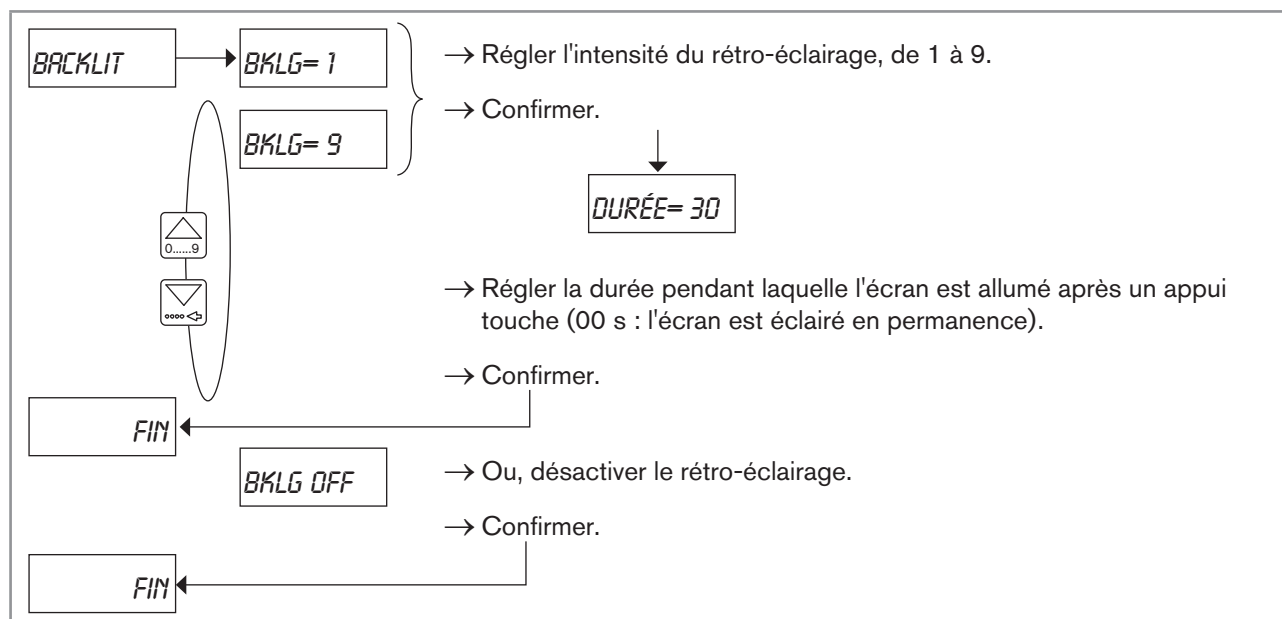 BACKLIT
BKLG= 1
→ Régler l'intensité du rétro-éclairage, de 1 à 9.
→ Confirmer.
BKLG= 9
DURÉE= 30
0......9
→ Régler la durée pendant laquelle l'écran est allumé après un appui
touche (00 s : l'écran est éclairé en permanence).
→ Confirmer.
FIN
BKLG OFF
→ Ou, désactiver le rétro-éclairage.
→ Confirmer.
FIN